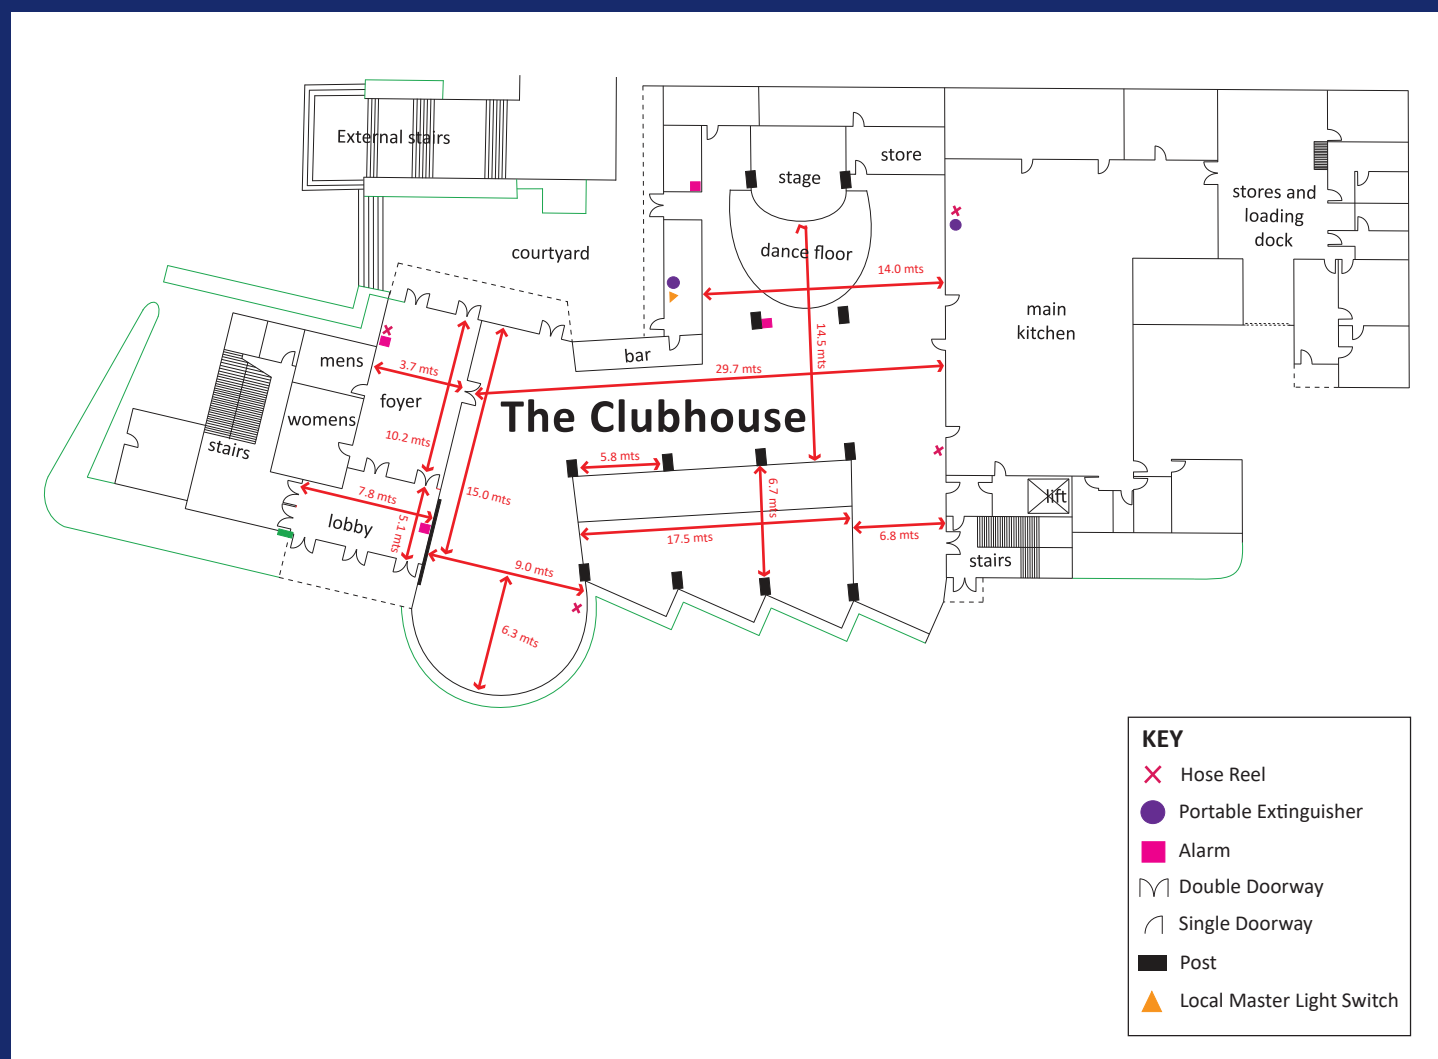 External stairs
store
stage
stores and
loading
dock
courtyard
dance floor
14.0 mts
main
kitchen
14.5 mts
mens
bar
3.7 mts
29.7 mts
foyer
womens
The Clubhouse
10.2 mts
stairs
5.8 mts
6.7 mts
7.8 mts
15.0 mts
lift
lobby
5.1 mts
17.5 mts
6.8 mts
stairs
9.0 mts
6.3 mts
KEY
Hose Reel
Portable Extinguisher
Alarm
Double Doorway
Single Doorway
Post
Local Master Light Switch